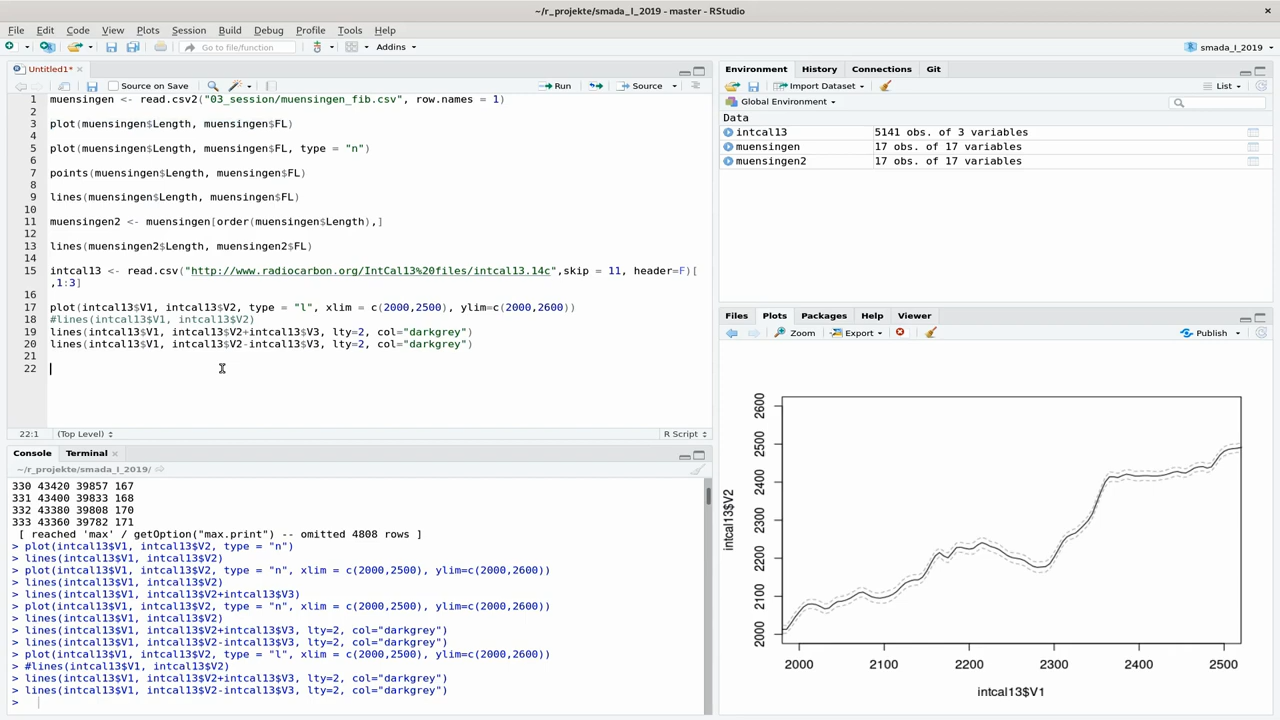 ~/r_projekte/smada_I_2019 - master - RStudio
File Edit Code View Plots Session Build Debug Profile Tools Help
Go to file/function Addins smada_I_2019
Untitled1*
Source on Save Run Source
1 muensingen <- read.csv2("03_session/muensingen_fib.csv", row.names = 1)
2
3 plot(muensingen$Length, muensingen$FL)
4
5 plot(muensingen$Length, muensingen$FL, type = "n")
6
7 points(muensingen$Length, muensingen$FL)
8
9 lines(muensingen$Length, muensingen$FL)
10
11 muensingen2 <- muensingen[order(muensingen$Length),]
12
13 lines(muensingen2$Length, muensingen2$FL)
14
15 intcal13 <- read.csv("http://www.radiocarbon.org/IntCal13%20files/intcal13.14c",skip = 11, header=F)[
,1:3]
16
17 plot(intcal13$V1, intcal13$V2, type = "l", xlim = c(2000,2500), ylim=c(2000,2600))
18 #lines(intcal13$V1, intcal13$V2)
19 lines(intcal13$V1, intcal13$V2+intcal13$V3, lty=2, col="darkgrey")
20 lines(intcal13$V1, intcal13$V2-intcal13$V3, lty=2, col="darkgrey")
21
22
22:1 (Top Level) R Script
Console Terminal
~/r_projekte/smada_I_2019/
330 43420 39857 167
331 43400 39833 168
332 43380 39808 170
333 43360 39782 171
[ reached 'max' / getOption("max.print") -- omitted 4808 rows ]
> plot(intcal13$V1, intcal13$V2, type = "n")
> lines(intcal13$V1, intcal13$V2)
> plot(intcal13$V1, intcal13$V2, type = "n", xlim = c(2000,2500), ylim=c(2000,2600))
> lines(intcal13$V1, intcal13$V2)
> lines(intcal13$V1, intcal13$V2+intcal13$V3)
> plot(intcal13$V1, intcal13$V2, type = "n", xlim = c(2000,2500), ylim=c(2000,2600))
> lines(intcal13$V1, intcal13$V2)
> lines(intcal13$V1, intcal13$V2+intcal13$V3, lty=2, col="darkgrey")
> lines(intcal13$V1, intcal13$V2-intcal13$V3, lty=2, col="darkgrey")
> plot(intcal13$V1, intcal13$V2, type = "l", xlim = c(2000,2500), ylim=c(2000,2600))
> #lines(intcal13$V1, intcal13$V2)
> lines(intcal13$V1, intcal13$V2+intcal13$V3, lty=2, col="darkgrey")
> lines(intcal13$V1, intcal13$V2-intcal13$V3, lty=2, col="darkgrey")
>
Environment History Connections Git
Import Dataset List
Global Environment
Data
intcal13 5141 obs. of 3 variables
muensingen 17 obs. of 17 variables
muensingen2 17 obs. of 17 variables
Files Plots Packages Help Viewer
Zoom Export Publish
2600
2500
2400
2300
2200
2100
2000
intcal13$V2
2000 2100 2200 2300 2400 2500
intcal13$V1